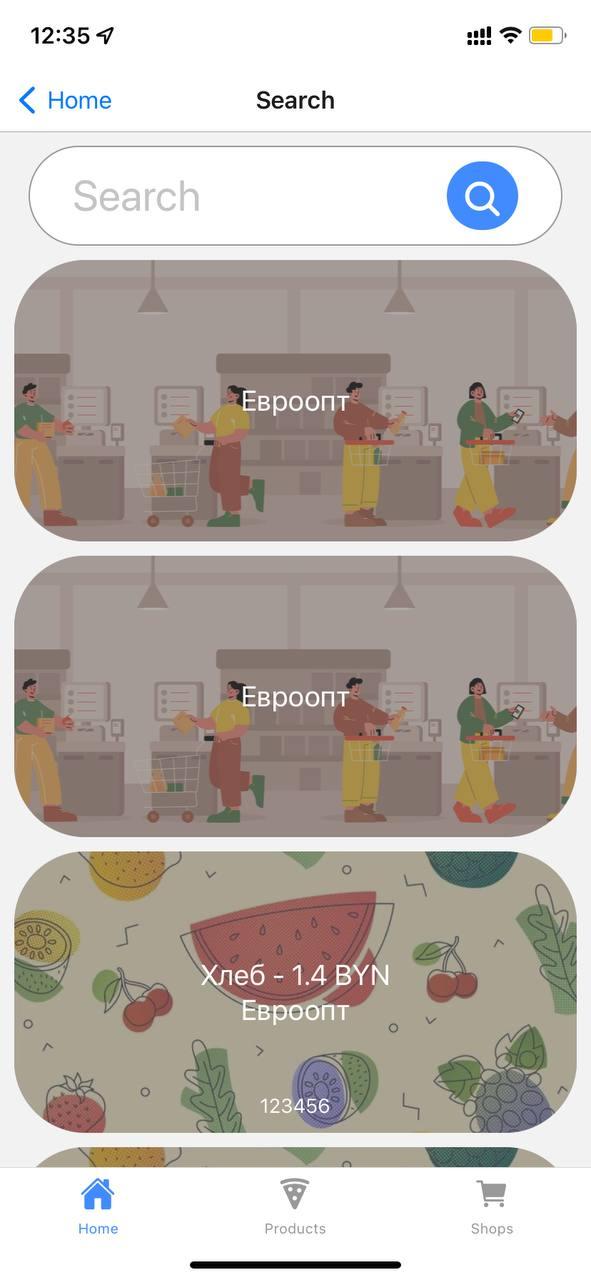 12:35
Home
Search
Search
Евроопт
Евроопт
Хлеб - 1.4 BYN
Евроопт
123456
Home
Products
Shops